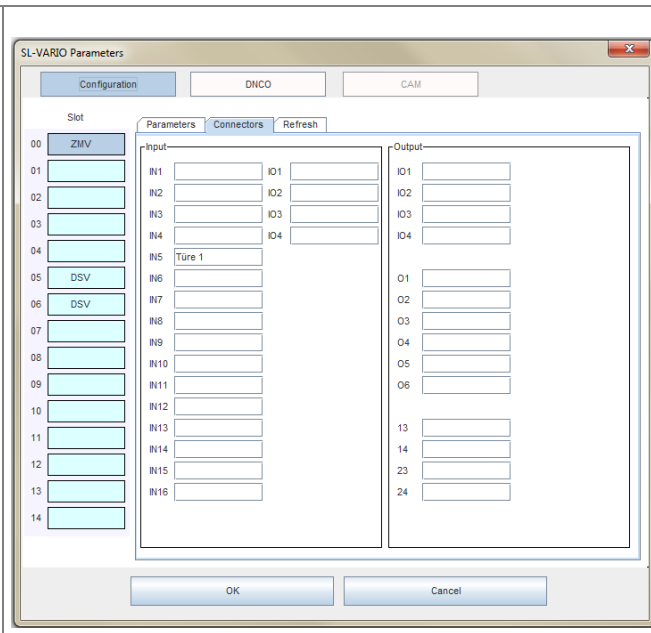 SL-VARIO Parameters
x
Configuration DNCO CAM
Slot
Parameters Connectors Refresh
00 ZMV
01
02
03
04
05 DSV
06 DSV
07
08
09
10
11
12
13
14
Input
IN1 IO1
IN2 IO2
IN3 IO3
IN4 IO4
IN5 Türe 1
IN6
IN7
IN8
IN9
IN10
IN11
IN12
IN13
IN14
IN15
IN16
Output
IO1
IO2
IO3
IO4
O1
O2
O3
O4
O5
O6
13
14
23
24
OK Cancel